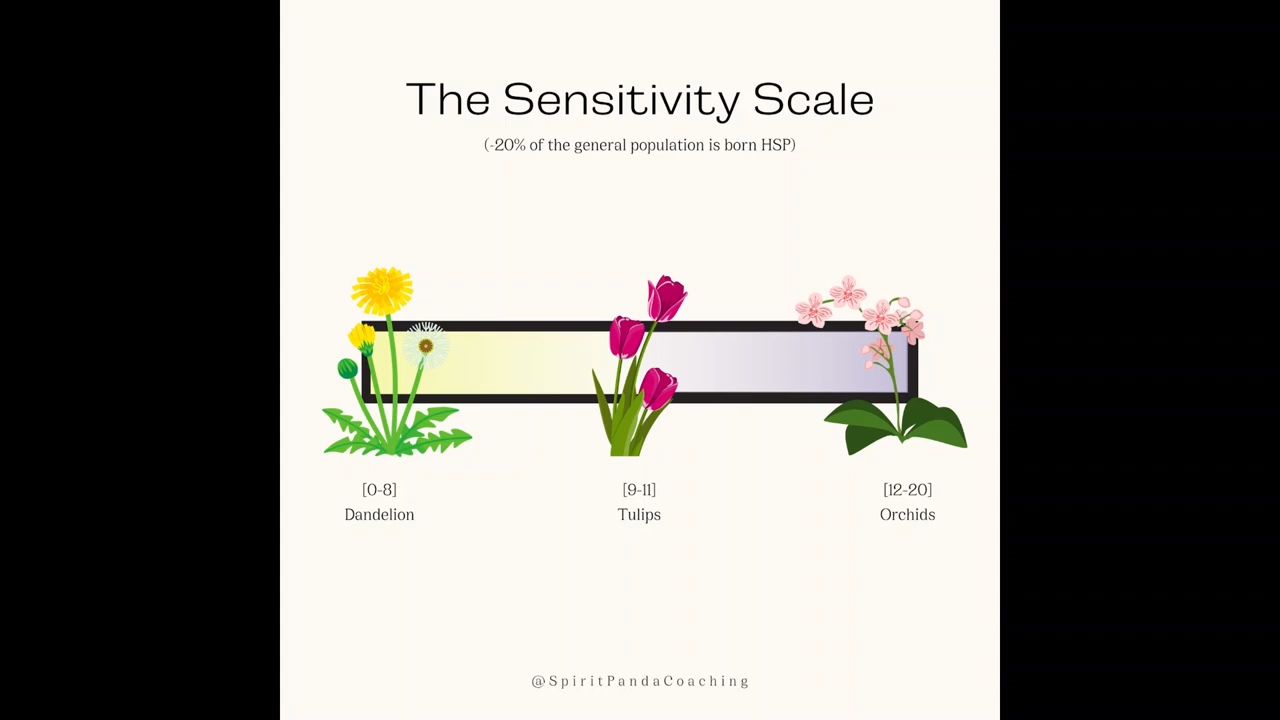 The Sensitivity Scale
(-20% of the general population is born HSP)
[0-8]
Dandelion
[9-11]
Tulips
[12-20]
Orchids
@SpiritPandaCoaching